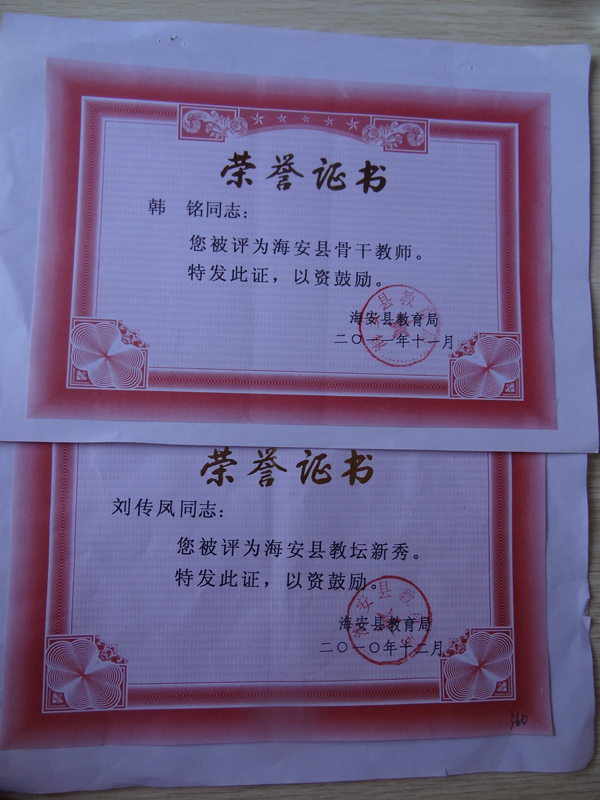 荣誉证书
韩 铭同志：
您被评为海安县骨干教师。
特发此证，以资鼓励。
海安县教育局
二〇一一年十一月
荣誉证书
刘传凤同志：
您被评为海安县教坛新秀。
特发此证，以资鼓励。
海安县教育局
二〇一〇年十二月
360